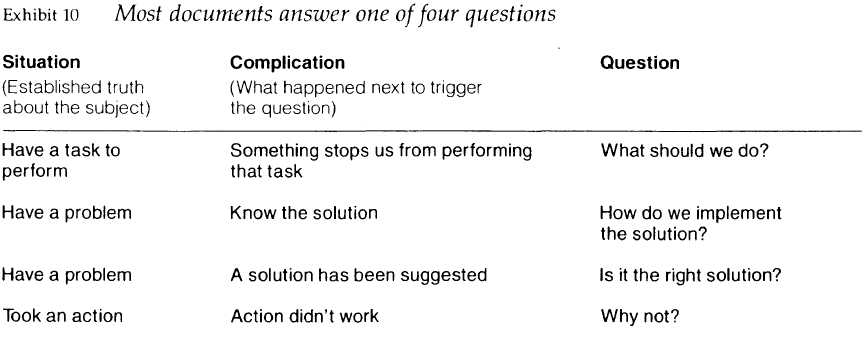 Exhibit 10 Most documents answer one of four questions
Situation Complication Question
(Established truth (What happened next to trigger
about the subject) the question)
Have a task to Something stops us from performing What should we do?
perform that task
Have a problem Know the solution How do we implement
the solution?
Have a problem A solution has been suggested Is it the right solution?
Took an action Action didn't work Why not?